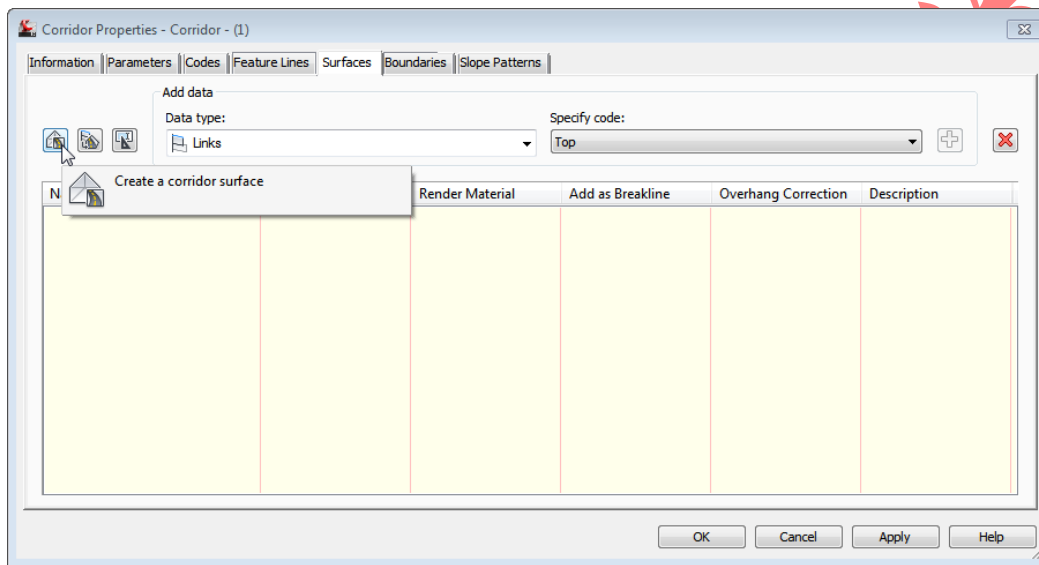 Corridor Properties - Corridor - (1)
Information Parameters Codes Feature Lines Surfaces Boundaries Slope Patterns
Add data
Data type: Specify code:
Links Top
Create a corridor surface
Render Material Add as Breakline Overhang Correction Description
OK Cancel Apply Help